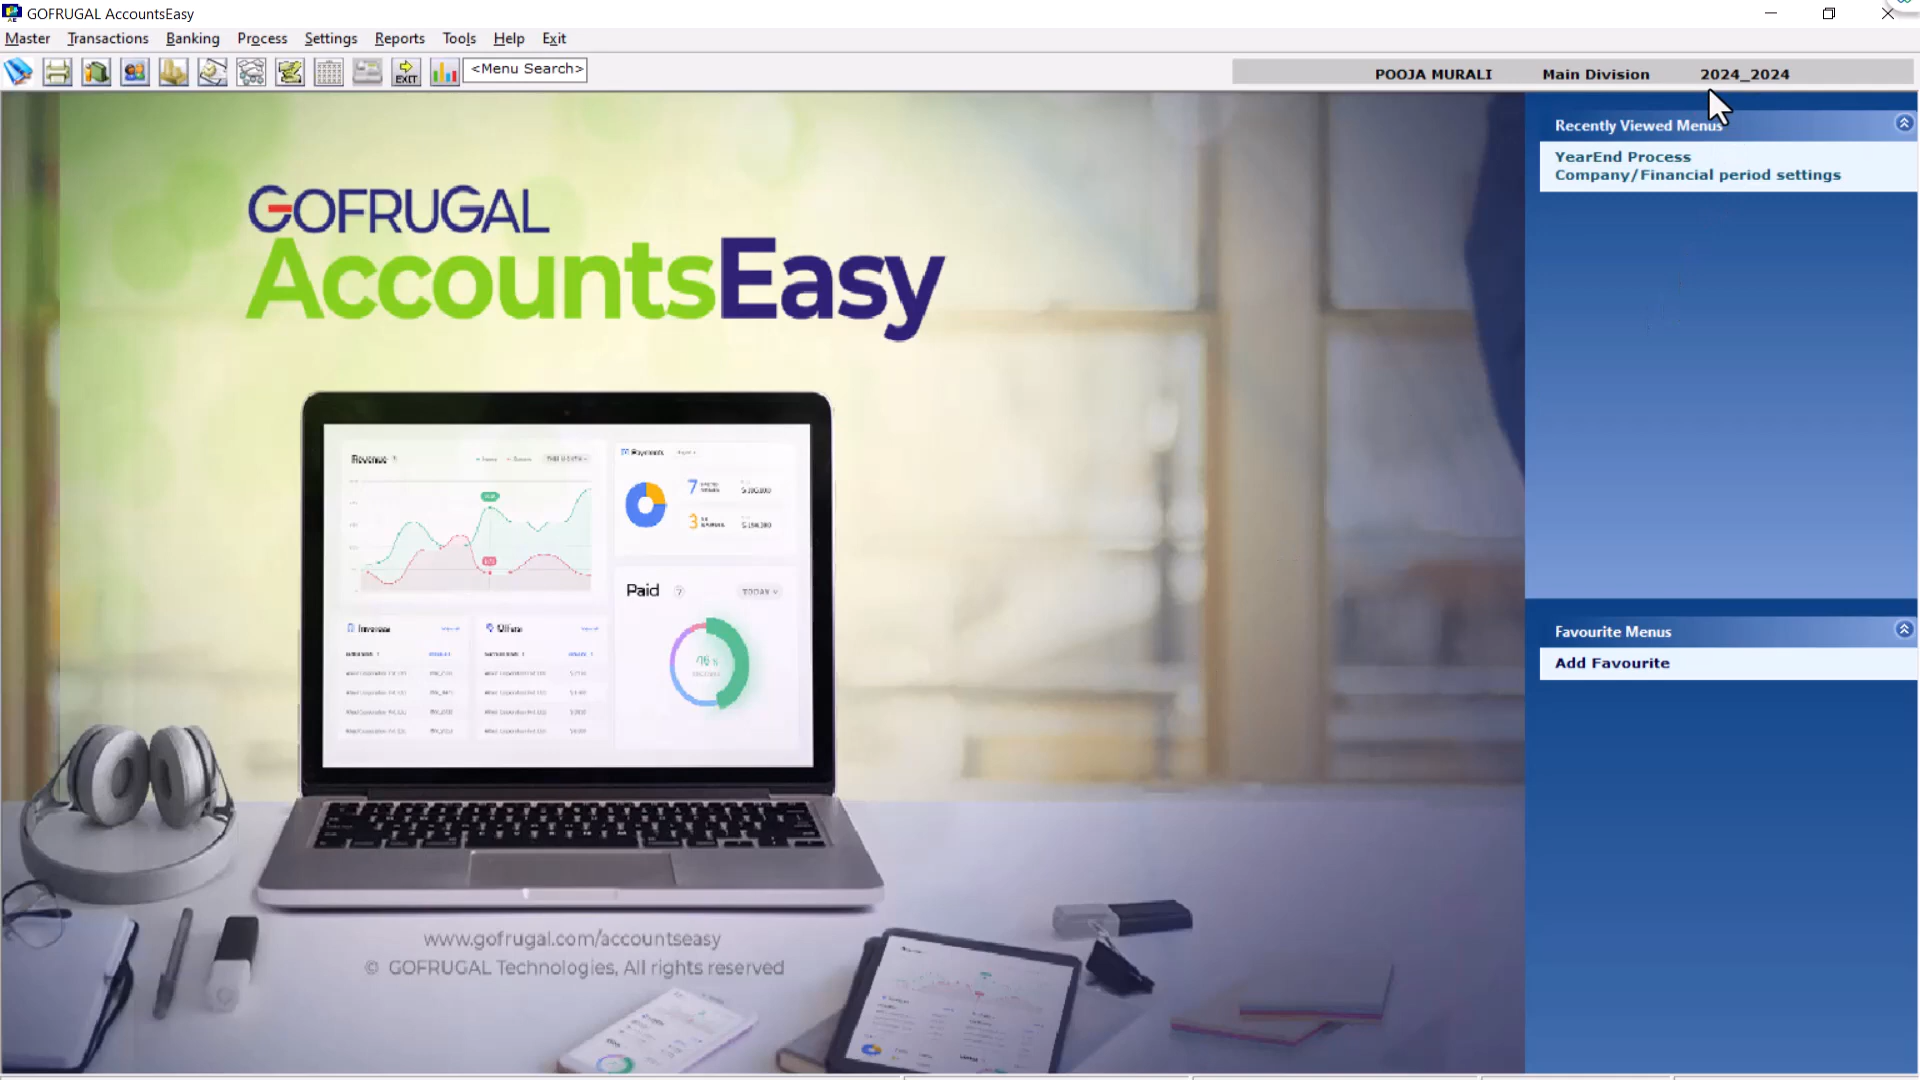 GOFRUGAL AccountsEasy
Master Transactions Banking Process Settings Reports Tools Help Exit
EXIT
<Menu Search>
POOJA MURALI Main Division 2024_2024
Recently Viewed Menus
YearEnd Process
Company/Financial period settings
GOFRUGAL
AccountsEasy
Revenue
THIS MONTH
Payments
7
3
Paid ?
TODAY
Favourite Menus
Add Favourite
www.gofrugal.com/accountseasy
© GOFRUGAL Technologies, All rights reserved